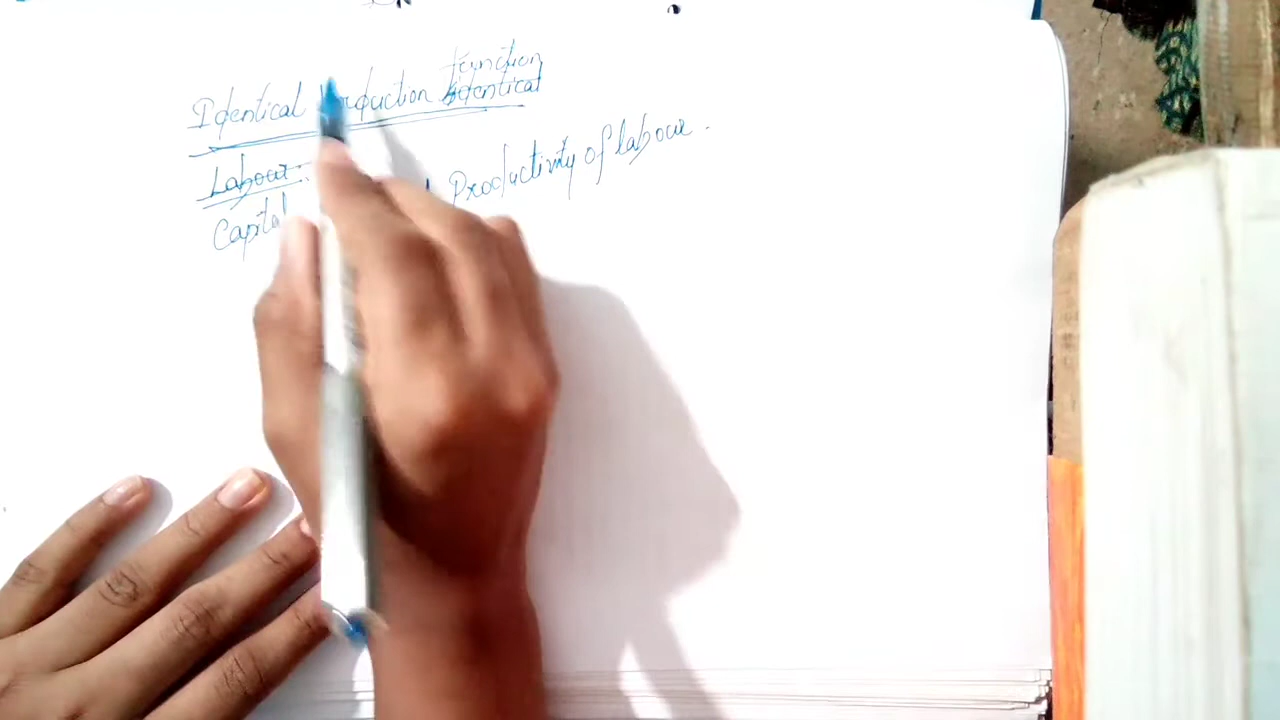 function
Identical Production identical
Labour :
Capital Productivity of labour .